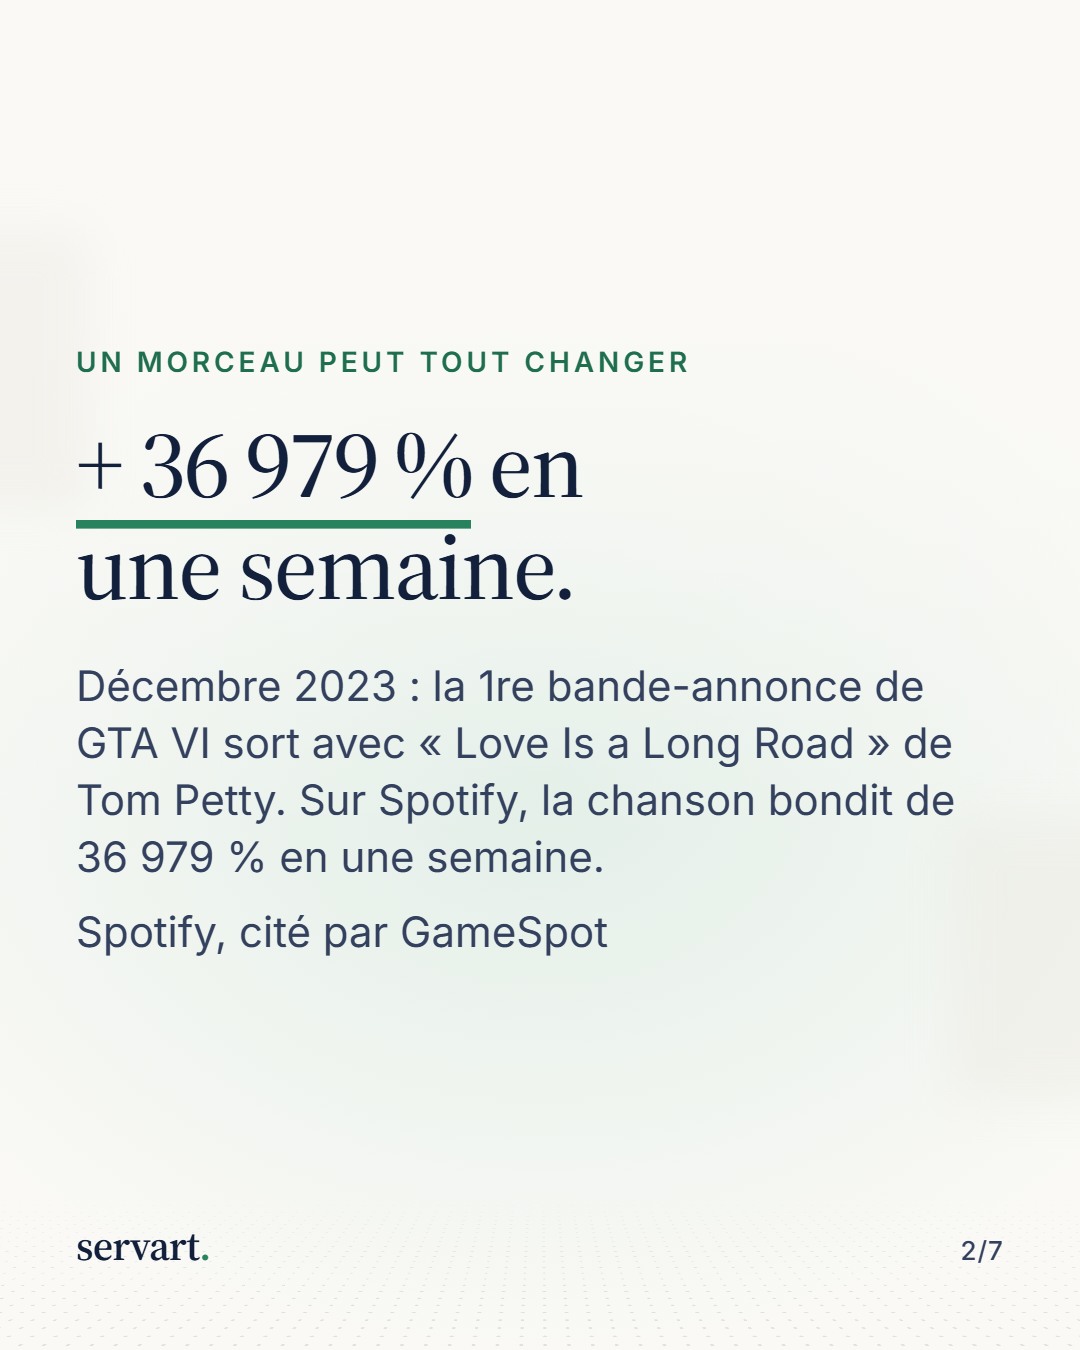 UN MORCEAU PEUT TOUT CHANGER
+ 36 979 % en
une semaine.
Décembre 2023 : la 1re bande-annonce de
GTA VI sort avec « Love Is a Long Road » de
Tom Petty. Sur Spotify, la chanson bondit de
36 979 % en une semaine.
Spotify, cité par GameSpot
servart.
2/7